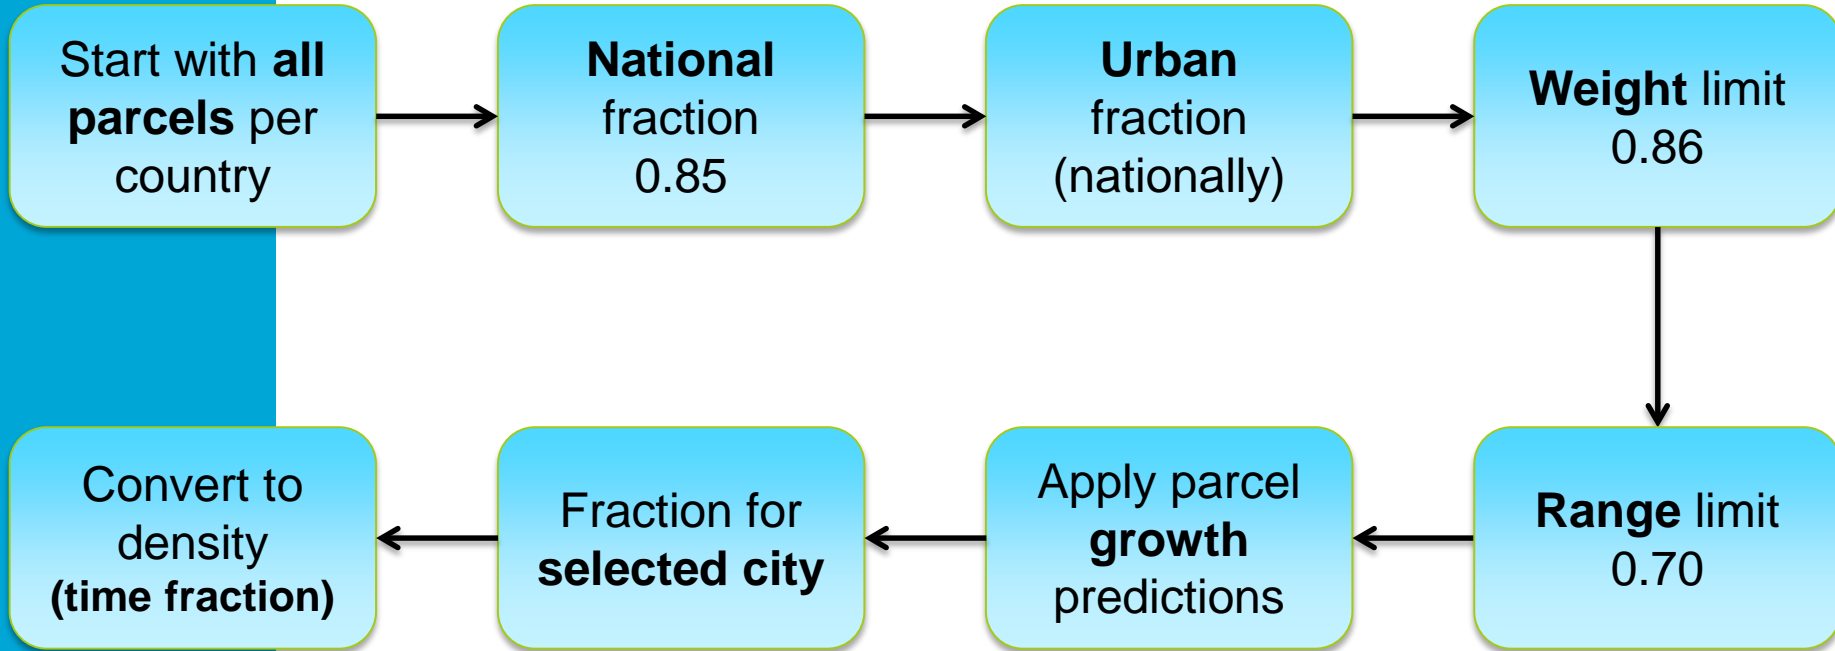 Start with all
parcels per
country
National
fraction
0.85
Urban
fraction
(nationally)
Weight limit
0.86
Range limit
0.70
Apply parcel
growth
predictions
Fraction for
selected city
Convert to
density
(time fraction)